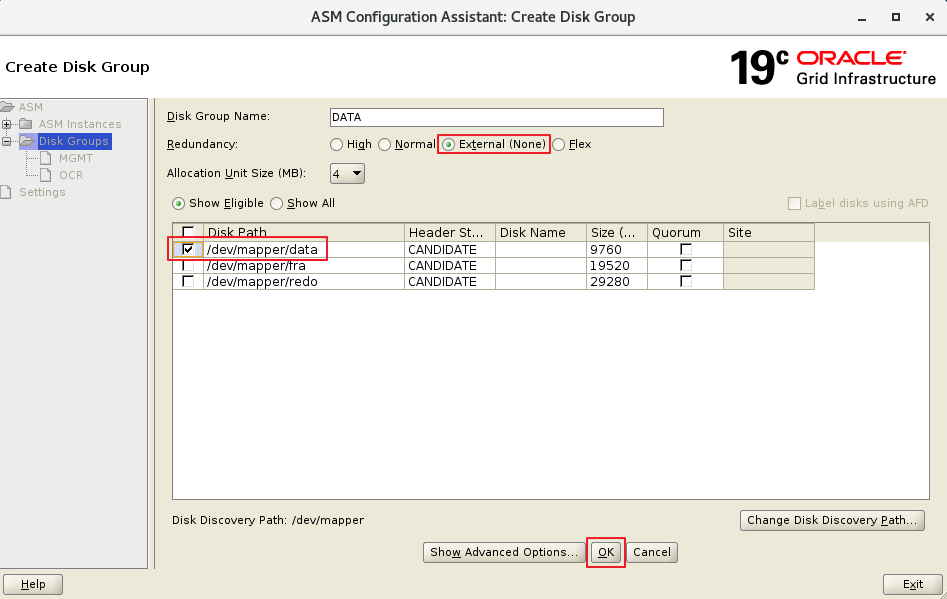 ASM Configuration Assistant: Create Disk Group
Create Disk Group
19c ORACLE
Grid Infrastructure
ASM
ASM Instances
Disk Groups
MGMT
OCR
Settings
Disk Group Name: DATA
Redundancy: High Normal External (None) Flex
Allocation Unit Size (MB): 4
Show Eligible Show All Label disks using AFD
Disk Path Header St... Disk Name Size (... Quorum Site
/dev/mapper/data CANDIDATE 9760
/dev/mapper/fra CANDIDATE 19520
/dev/mapper/redo CANDIDATE 29280
Disk Discovery Path: /dev/mapper Change Disk Discovery Path...
Show Advanced Options... OK Cancel
Help Exit